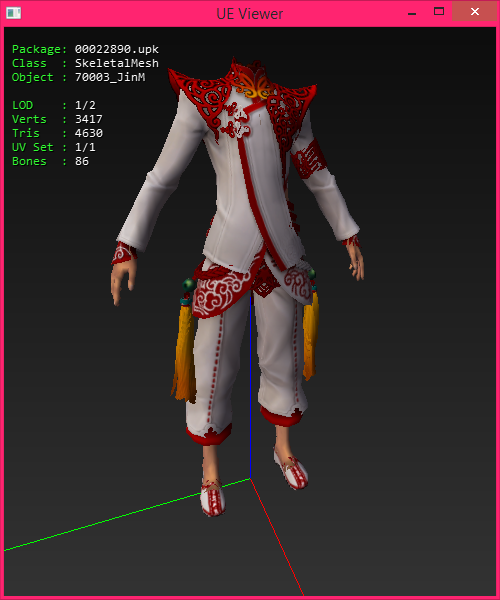 UE Viewer
Package: 00022890.upk
Class  : SkeletalMesh
Object : 70003_JinM
LOD    : 1/2
Verts  : 3417
Tris   : 4630
UV Set : 1/1
Bones  : 86